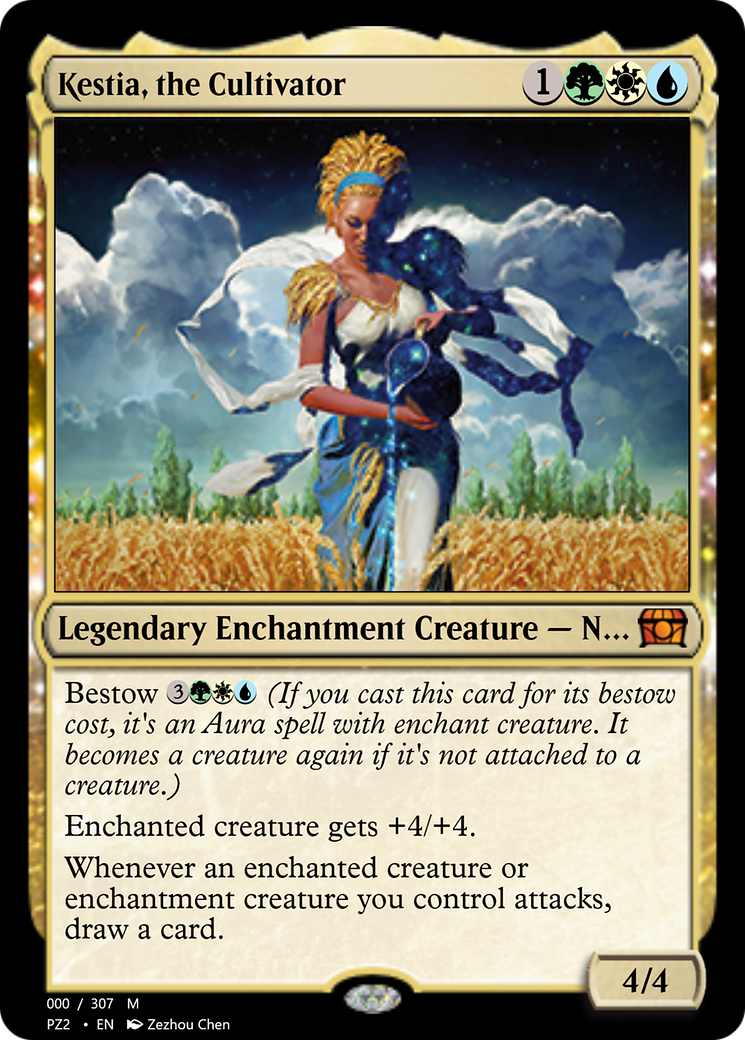 Kestia, the Cultivator 1
Legendary Enchantment Creature — N...
Bestow 3 (If you cast this card for its bestow
cost, it's an Aura spell with enchant creature. It
becomes a creature again if it's not attached to a
creature.)
Enchanted creature gets +4/+4.
Whenever an enchanted creature or
enchantment creature you control attacks,
draw a card.
4/4
000 / 307 M
PZ2 • EN Zezhou Chen